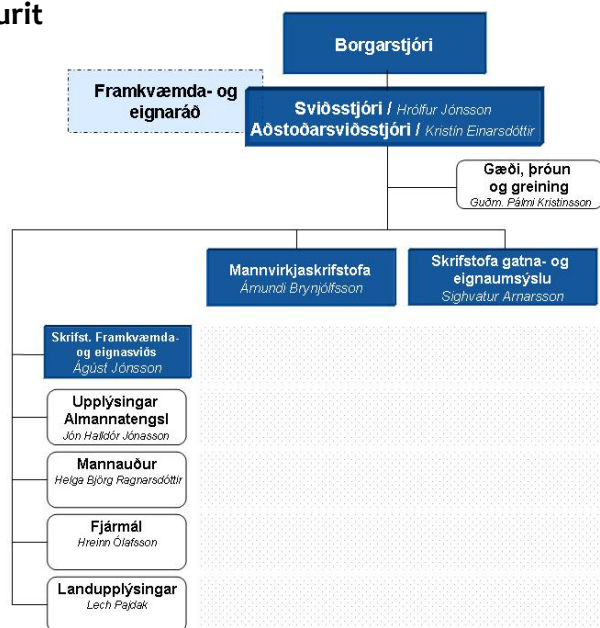 urit
Borgarstjóri
Framkvæmda- og
eignaráð
Sviðsstjóri / Hrólfur Jónsson
Aðstoðarsviðsstjóri / Kristín Einarsdóttir
Gæði, þróun
og greining
Guðm. Pálmi Kristinsson
Mannvirkjaskrifstofa
Ámundi Brynjólfsson
Skrifstofa gatna- og
eignaumsýslu
Sighvatur Arnarsson
Skrifst. Framkvæmda-
og eignasviðs
Ágúst Jónsson
Upplýsingar
Almannatengsl
Jón Halldór Jónasson
Mannauður
Helga Björg Ragnarsdóttir
Fjármál
Hreinn Ólafsson
Landupplýsingar
Lech Pajdak